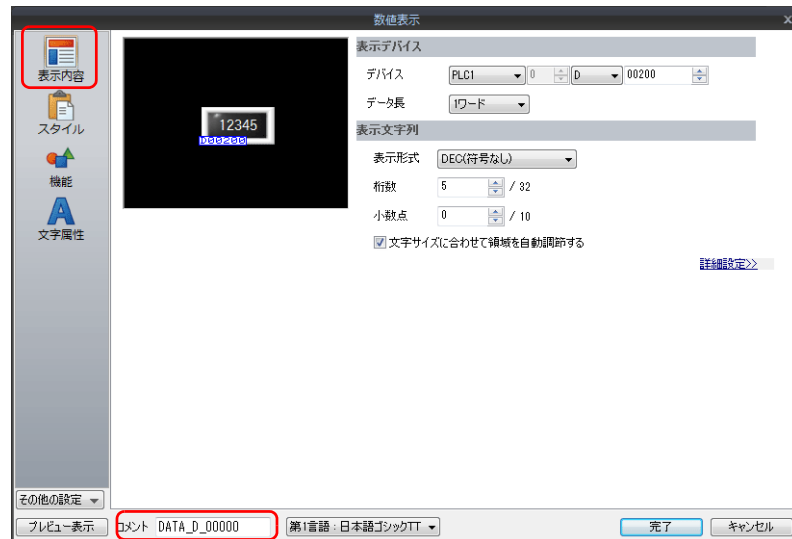 数値表示
x
表示内容
スタイル
機能
文字属性
12345
D00200
表示デバイス
デバイス PLC1 0 D 00200
データ長 1ワード
表示文字列
表示形式 DEC(符号なし)
桁数 5 / 32
小数点 0 / 10
文字サイズに合わせて領域を自動調節する
詳細設定>>
その他の設定
プレビュー表示 コメント DATA_D_00000 第1言語:日本語ゴシックTT 完了 キャンセル